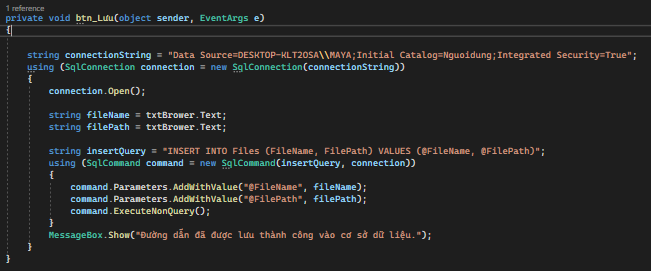 1 reference
private void btn_Lưu(object sender, EventArgs e)
{
string connectionString = "Data Source=DESKTOP-KLT2OSA\\MAYA;Initial Catalog=Nguoidung;Integrated Security=True";
using (SqlConnection connection = new SqlConnection(connectionString))
{
connection.Open();
string fileName = txtBrower.Text;
string filePath = txtBrower.Text;
string insertQuery = "INSERT INTO Files (FileName, FilePath) VALUES (@FileName, @FilePath)";
using (SqlCommand command = new SqlCommand(insertQuery, connection))
{
command.Parameters.AddWithValue("@FileName", fileName);
command.Parameters.AddWithValue("@FilePath", filePath);
command.ExecuteNonQuery();
}
MessageBox.Show("Đường dẫn đã được lưu thành công vào cơ sở dữ liệu.");
}
}